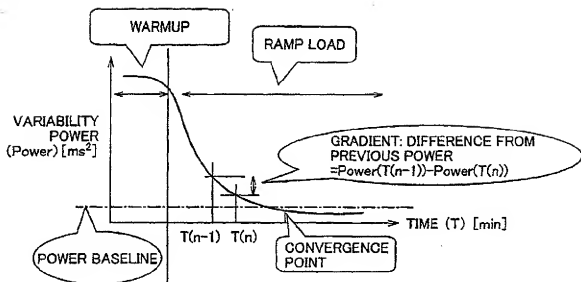 WARMUP
RAMP LOAD
VARIABILITY
POWER
(Power) [ms²]
GRADIENT: DIFFERENCE FROM
PREVIOUS POWER
=Power(T(n-1))-Power(T(n))
TIME (T) [min]
T(n-1)
T(n)
POWER BASELINE
CONVERGENCE
POINT